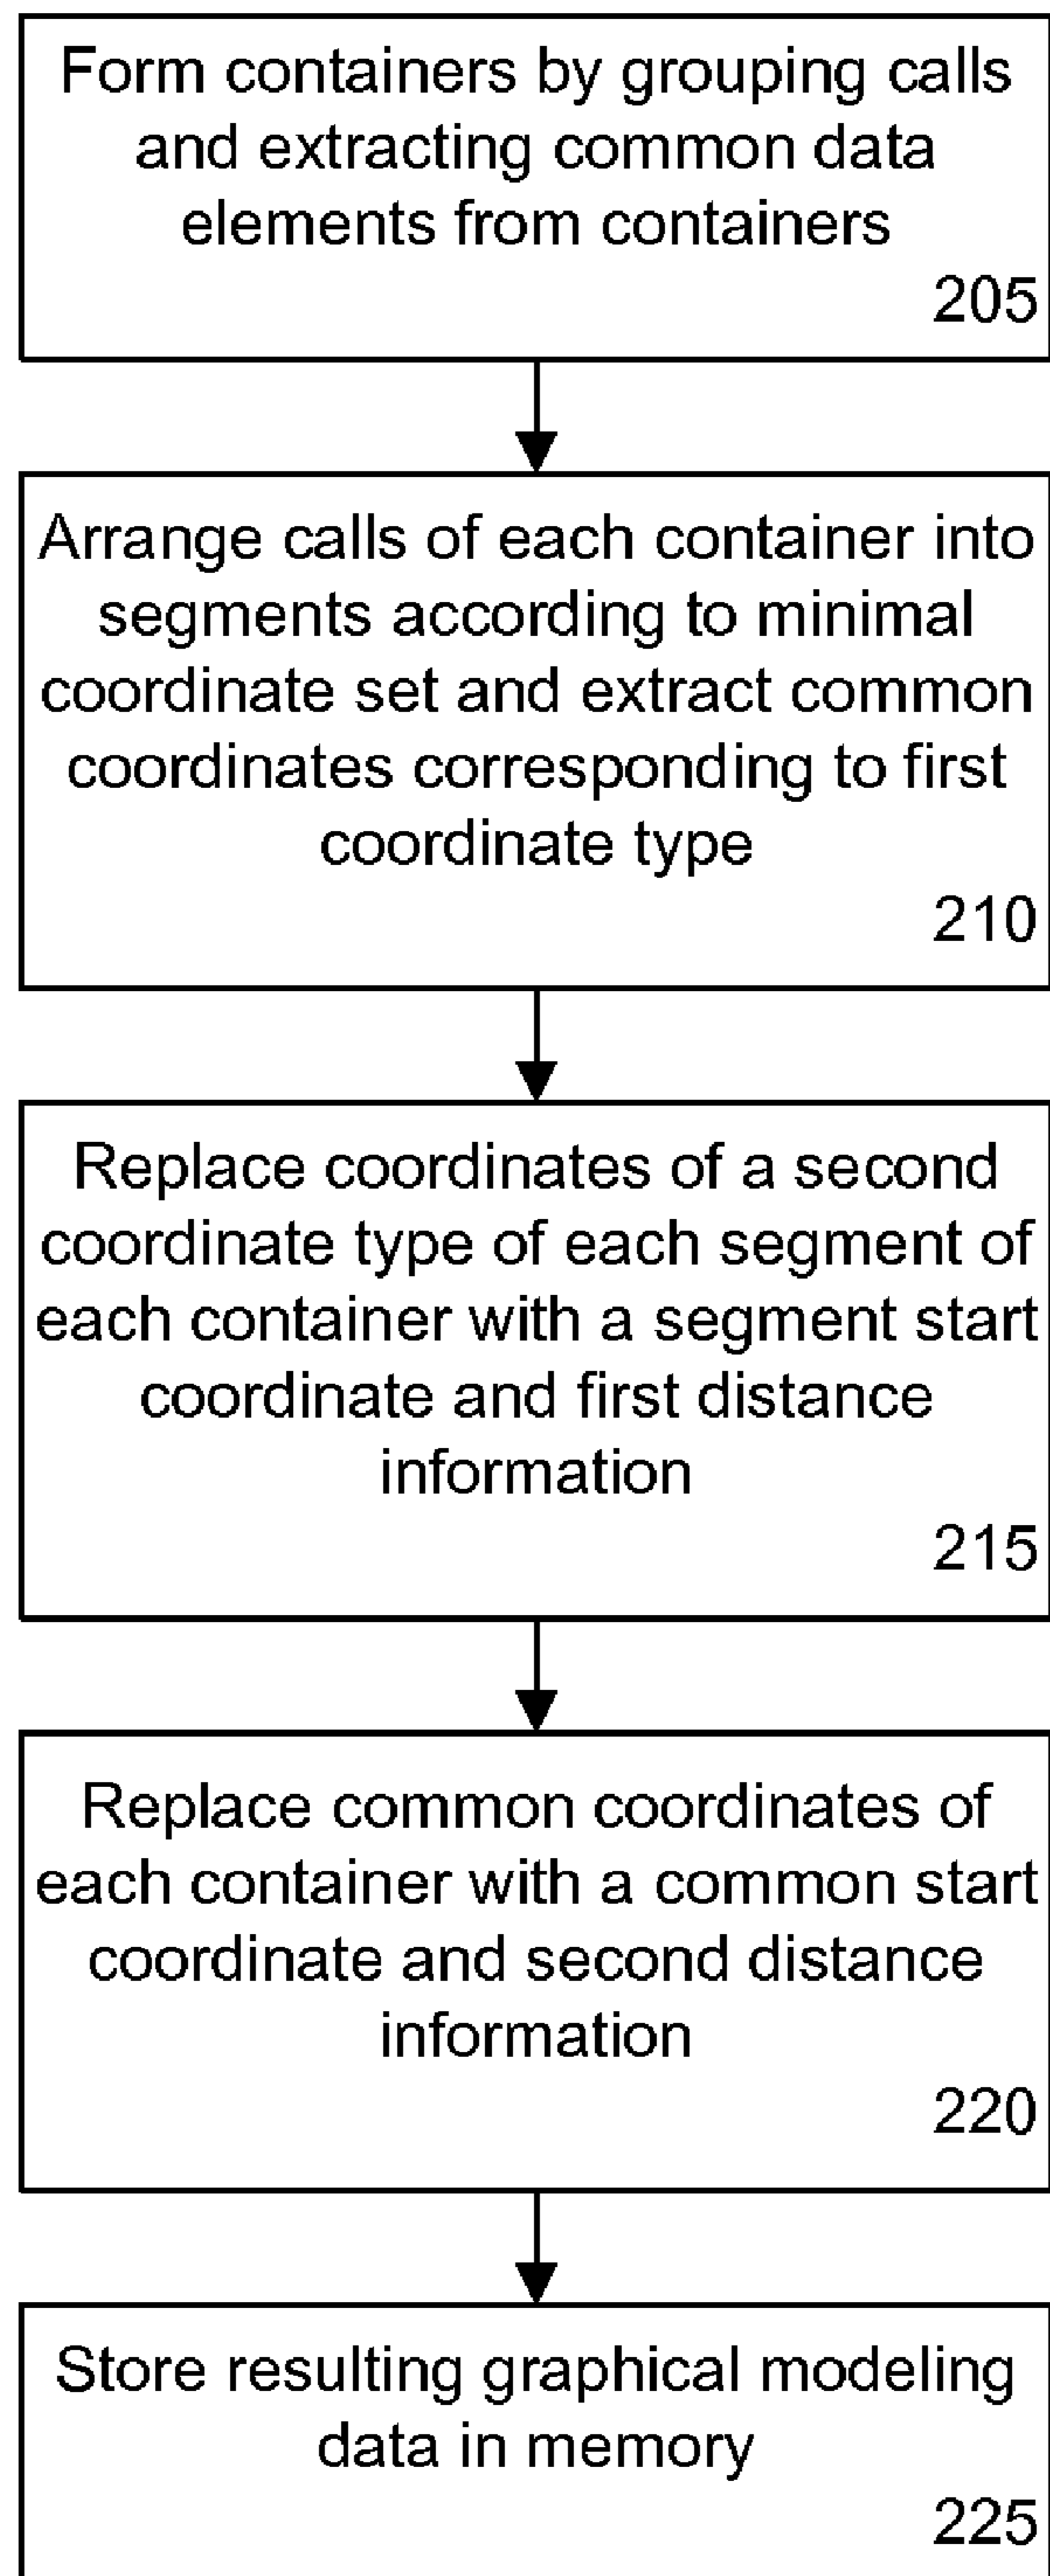 Form containers by grouping calls
and extracting common data
elements from containers
205
Arrange calls of each container into
segments according to minimal
coordinate set and extract common
coordinates corresponding to first
coordinate type
210
Replace coordinates of a second
coordinate type of each segment of
each container with a segment start
coordinate and first distance
information
215
Replace common coordinates of
each container with a common start
coordinate and second distance
information
220
Store resulting graphical modeling
data in memory
225